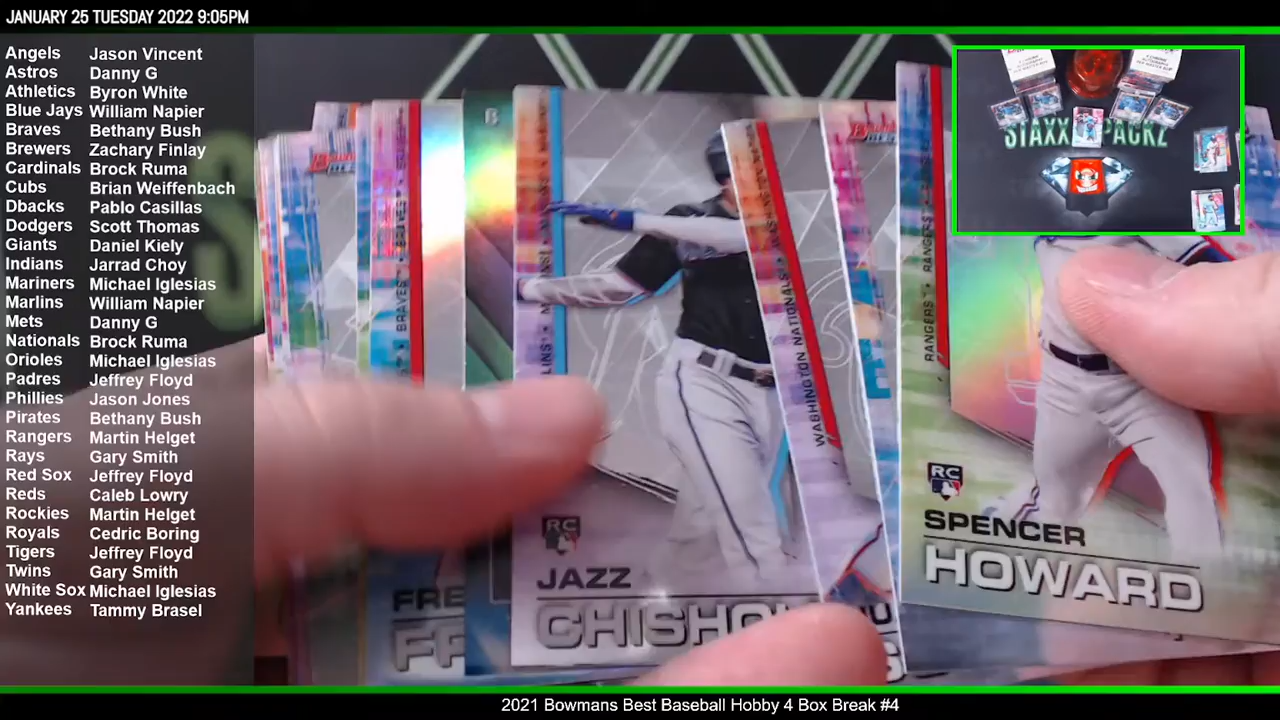 JANUARY 25 TUESDAY 2022 9:05PM
Angels Jason Vincent
Astros Danny G
Athletics Byron White
Blue Jays William Napier
Braves Bethany Bush
Brewers Zachary Finlay
Cardinals Brock Ruma
Cubs Brian Weiffenbach
Dbacks Pablo Casillas
Dodgers Scott Thomas
Giants Daniel Kiely
Indians Jarrad Choy
Mariners Michael Iglesias
Marlins William Napier
Mets Danny G
Nationals Brock Ruma
Orioles Michael Iglesias
Padres Jeffrey Floyd
Phillies Jason Jones
Pirates Bethany Bush
Rangers Martin Helget
Rays Gary Smith
Red Sox Jeffrey Floyd
Reds Caleb Lowry
Rockies Martin Helget
Royals Cedric Boring
Tigers Jeffrey Floyd
Twins Gary Smith
White Sox Michael Iglesias
Yankees Tammy Brasel
BRAVES
B
WASHINGTON NATIONALS
RANGERS • RANGERS
RC
JAZZ
CHISHO
RC
SPENCER
HOWARD
FRE
STAXX PACKZ
2021 Bowmans Best Baseball Hobby 4 Box Break #4